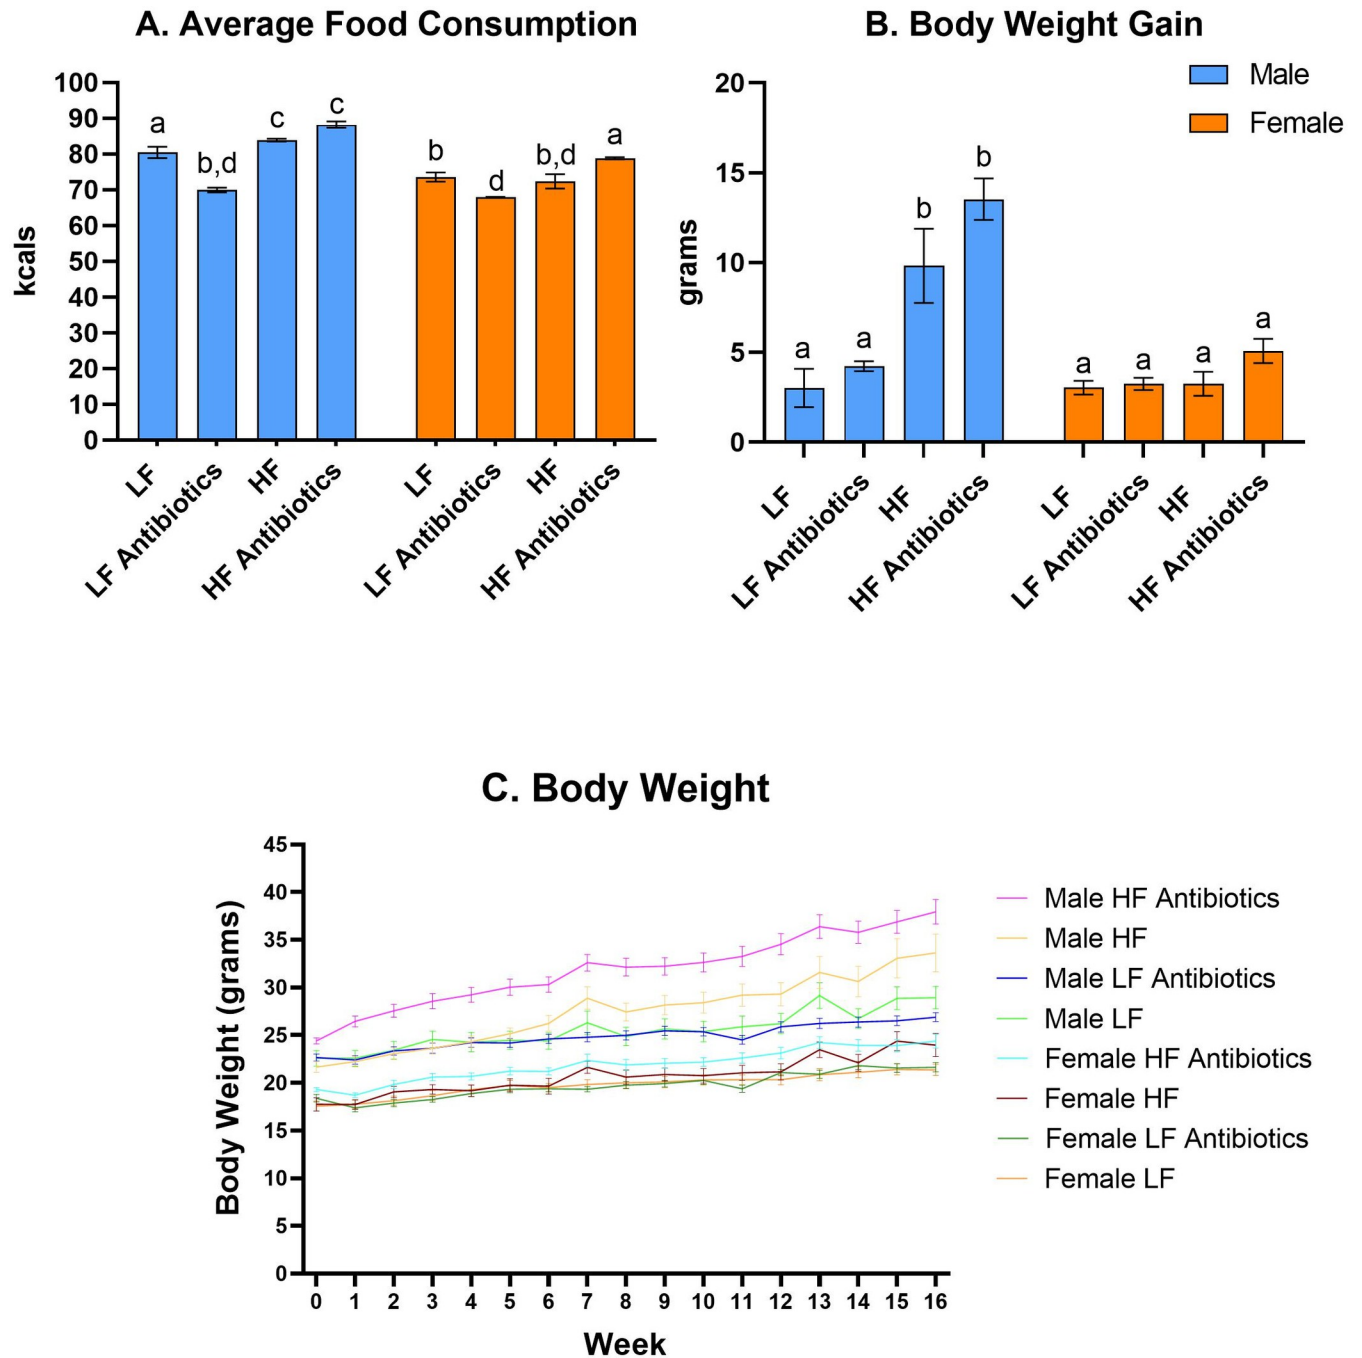 A. Average Food Consumption
kcals
100
90
80
70
60
50
40
30
20
10
0
a
b,d
c
c
b
d
b,d
a
LF
LF Antibiotics
HF
HF Antibiotics
LF
LF Antibiotics
HF
HF Antibiotics
B. Body Weight Gain
Male
Female
grams
20
15
10
5
0
a
a
b
b
a
a
a
a
LF
LF Antibiotics
HF
HF Antibiotics
LF
LF Antibiotics
HF
HF Antibiotics
C. Body Weight
Body Weight (grams)
45
40
35
30
25
20
15
10
5
0
0 1 2 3 4 5 6 7 8 9 10 11 12 13 14 15 16
Week
Male HF Antibiotics
Male HF
Male LF Antibiotics
Male LF
Female HF Antibiotics
Female HF
Female LF Antibiotics
Female LF